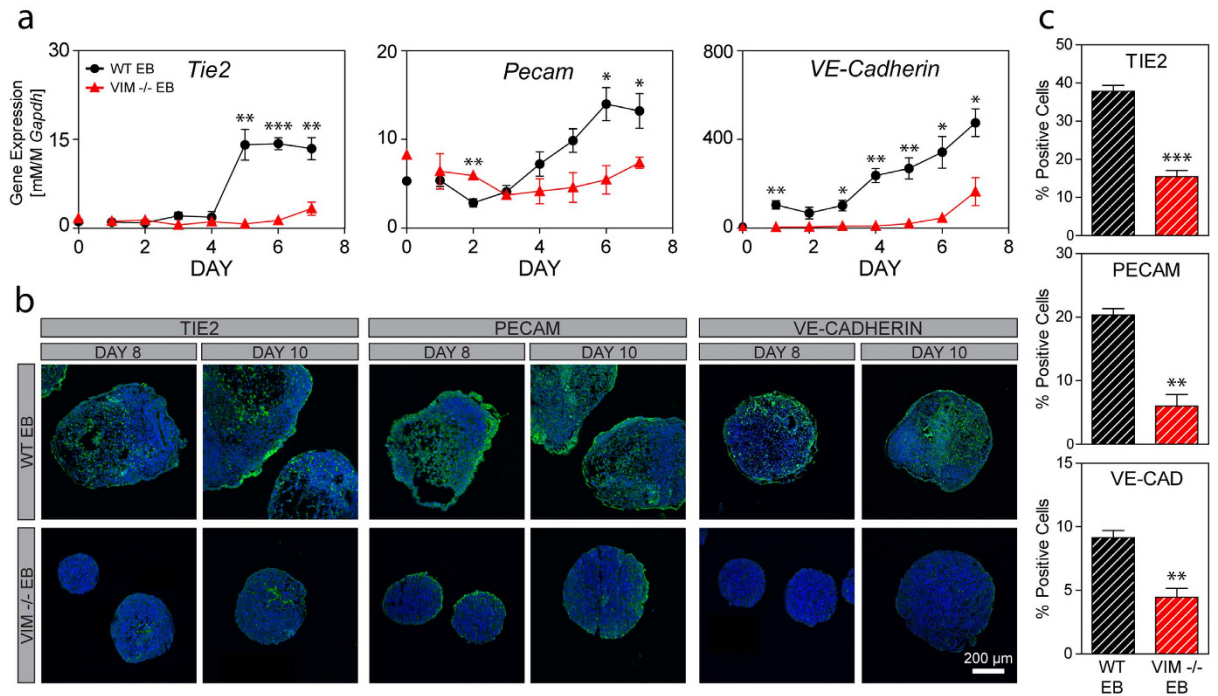 a
Tie2
WT EB
VIM -/- EB
Gene Expression
[mM/M Gapdh]
30
15
0
** *** **
0 2 4 6 8
DAY
Pecam
20
10
0
** * *
0 2 4 6 8
DAY
VE-Cadherin
800
400
0
** * ** ** * *
0 2 4 6 8
DAY
b
TIE2 PECAM VE-CADHERIN
DAY 8 DAY 10 DAY 8 DAY 10 DAY 8 DAY 10
WT EB
VIM -/- EB
200 µm
c
TIE2
% Positive Cells
50
40
30
20
10
0
***
PECAM
% Positive Cells
30
20
10
0
**
VE-CAD
% Positive Cells
15
10
5
0
**
WT VIM -/-
EB EB